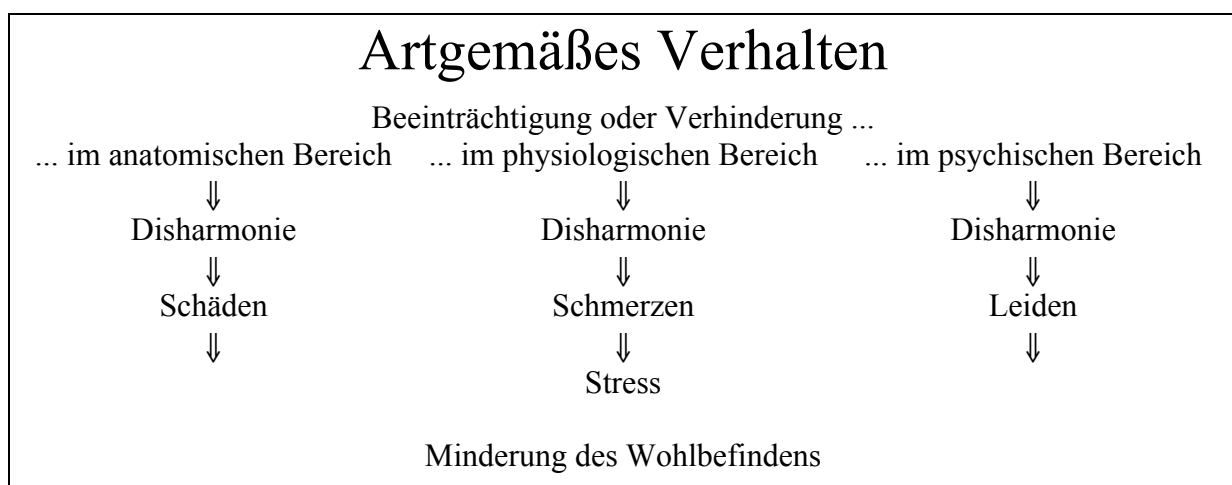 Artgemäßes Verhalten
Beeinträchtigung oder Verhinderung ...
... im anatomischen Bereich ... im physiologischen Bereich ... im psychischen Bereich
⇓ ⇓ ⇓
Disharmonie Disharmonie Disharmonie
⇓ ⇓ ⇓
Schäden Schmerzen Leiden
⇓ ⇓ ⇓
Stress
Minderung des Wohlbefindens